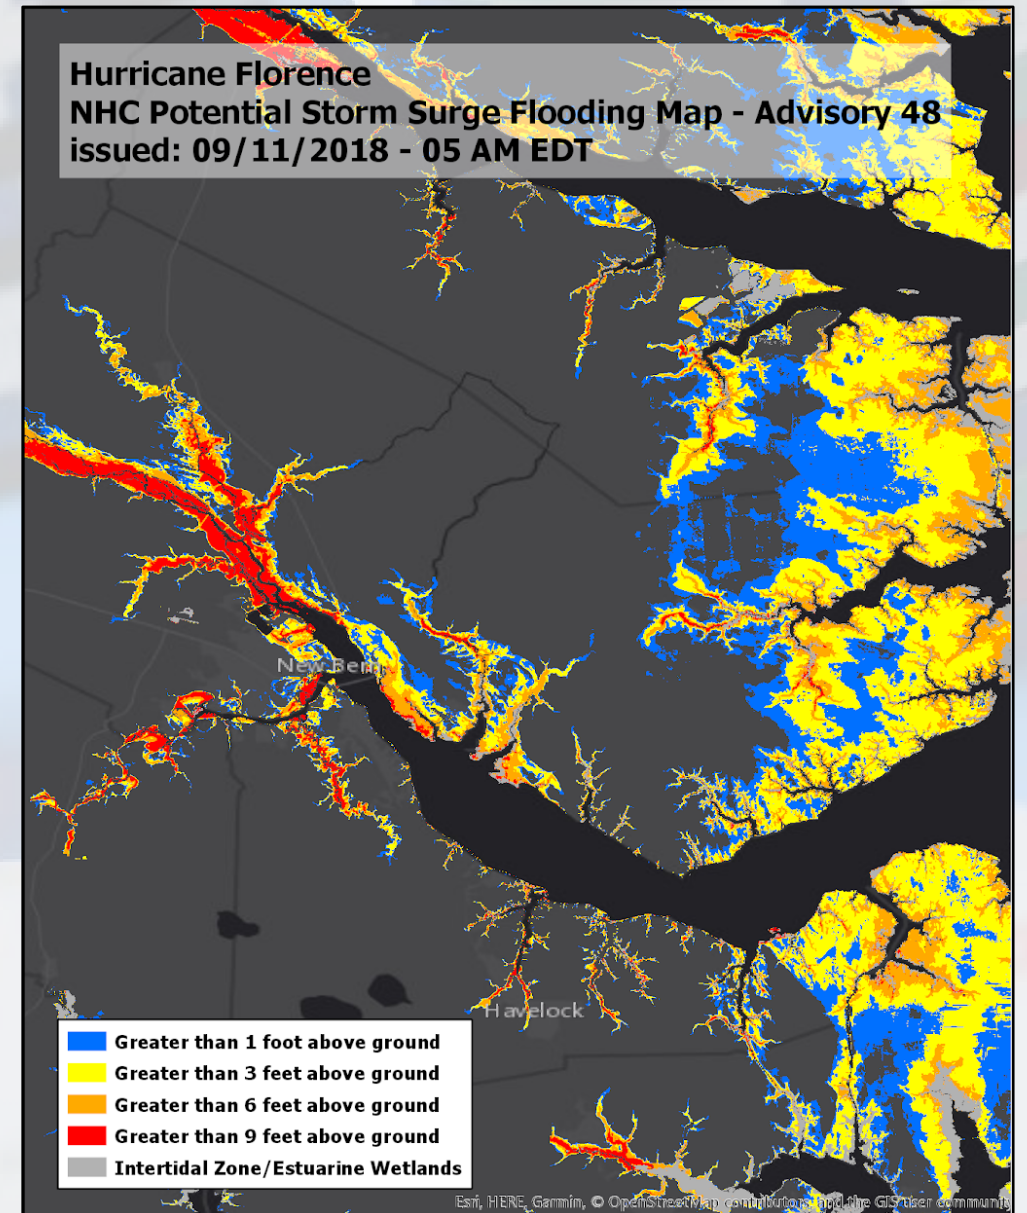 Hurricane Florence
NHC Potential Storm Surge Flooding Map - Advisory 48
issued: 09/11/2018 - 05 AM EDT
New Bern
Havelock
Greater than 1 foot above ground
Greater than 3 feet above ground
Greater than 6 feet above ground
Greater than 9 feet above ground
Intertidal Zone/Estuarine Wetlands
Esri, HERE, Garmin, © OpenStreetMap contributors, and the GIS user community